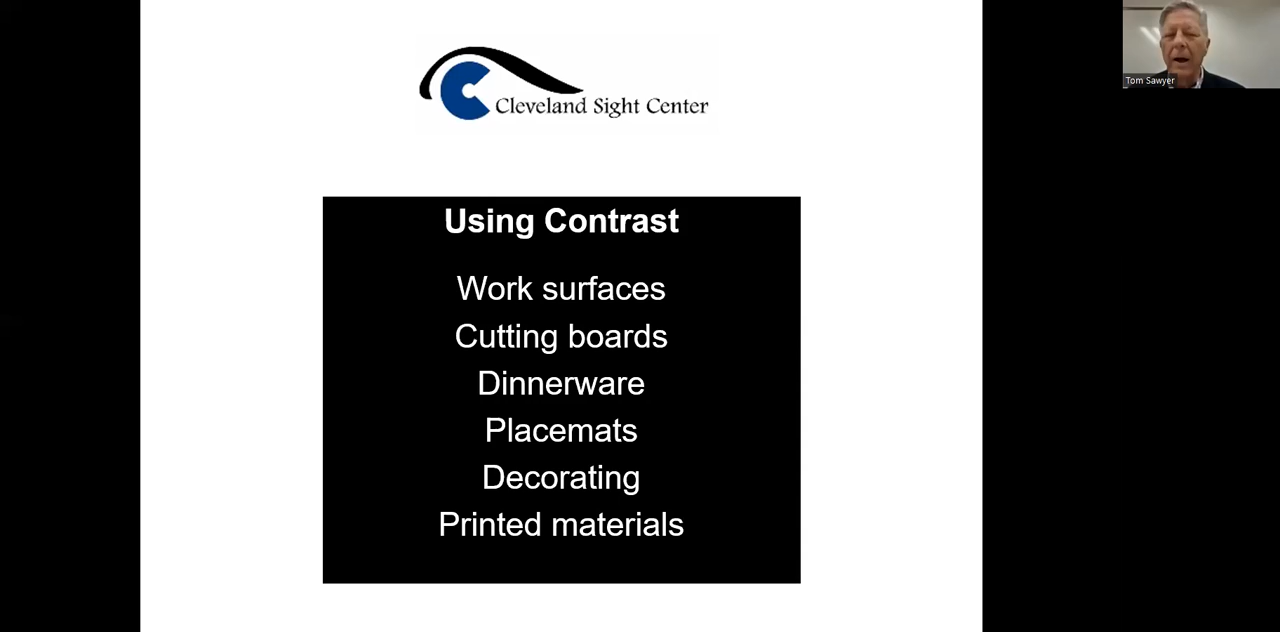 Cleveland Sight Center
Tom Sawyer
Using Contrast
Work surfaces
Cutting boards
Dinnerware
Placemats
Decorating
Printed materials